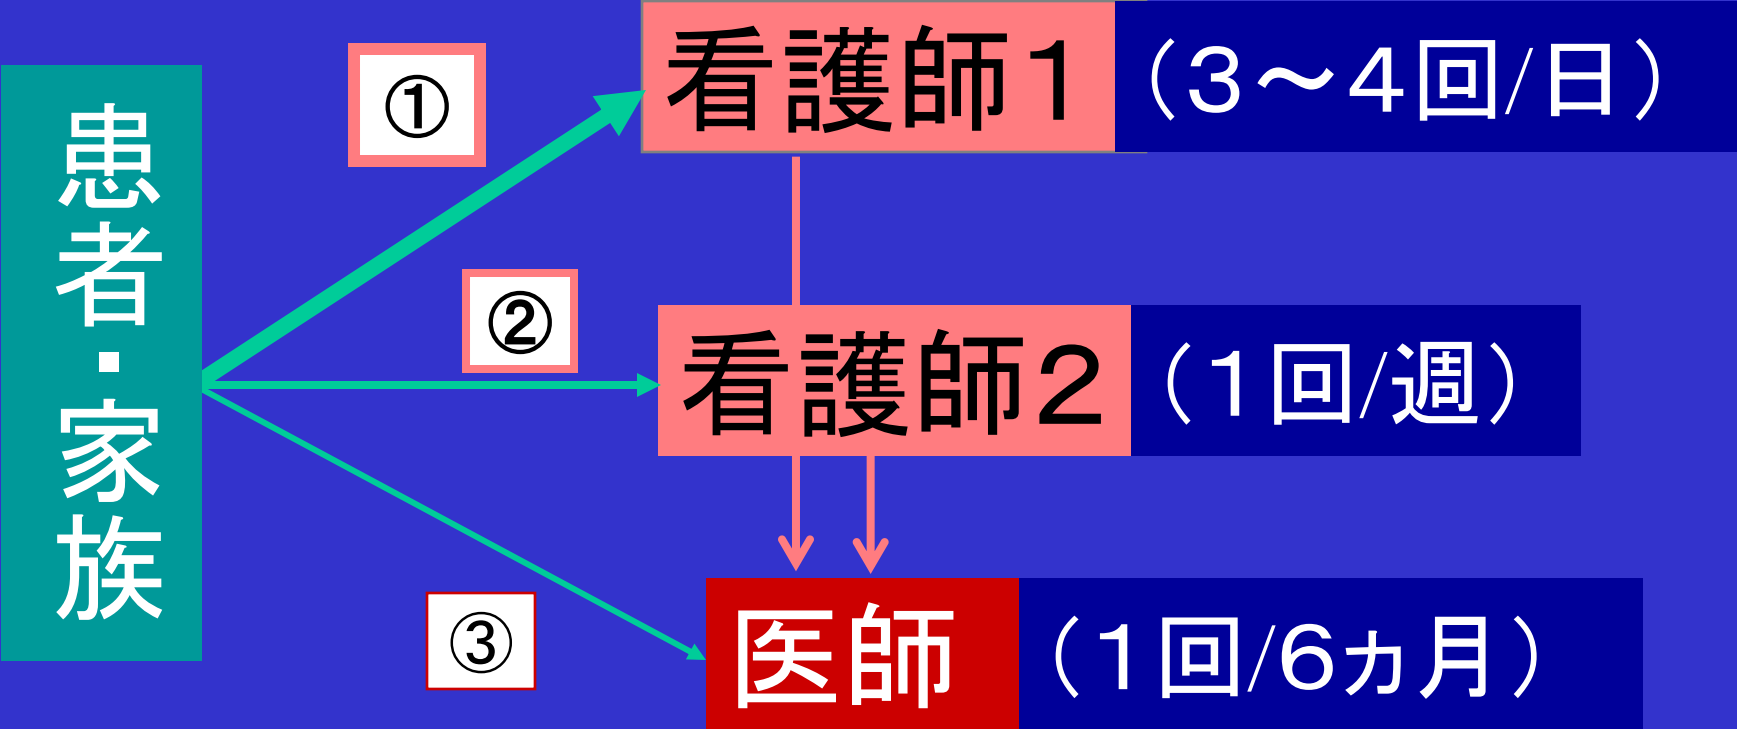 患者・家族
①
看護師１（３～４回/日）
②
看護師２（１回/週）
③
医師（１回/６ヵ月）